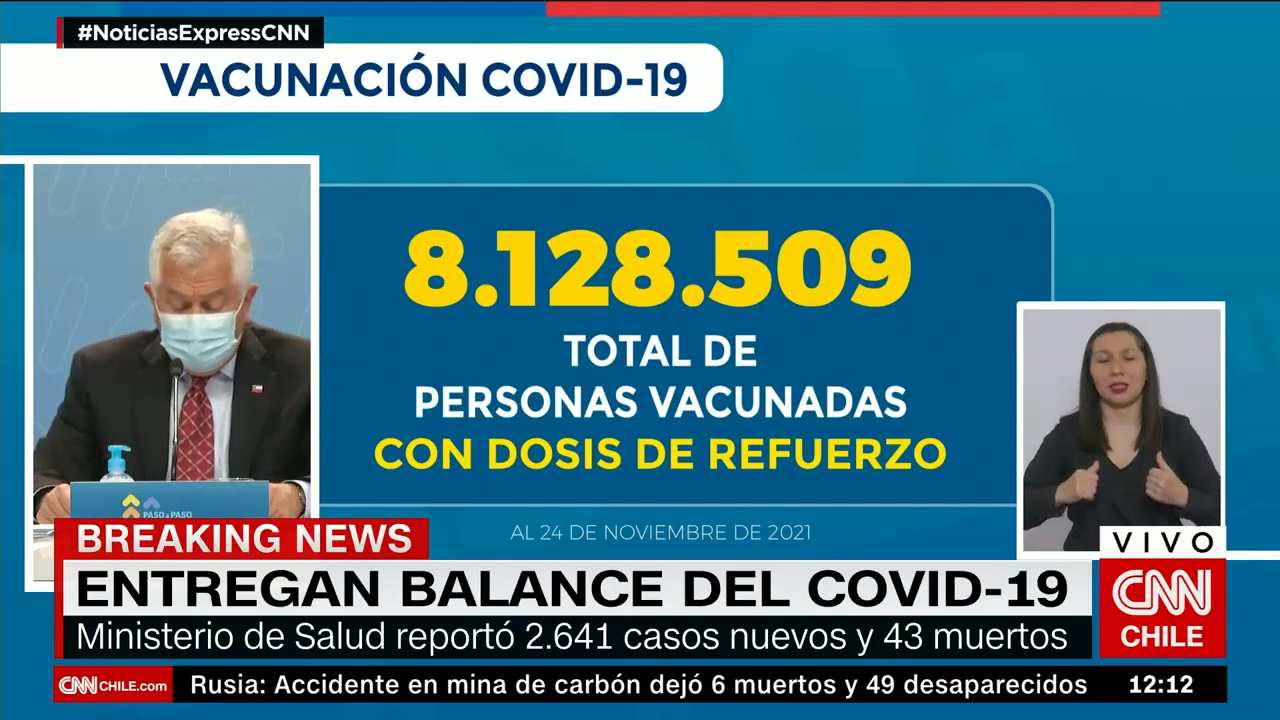 #NoticiasExpressCNN
VACUNACIÓN COVID-19
8.128.509
TOTAL DE
PERSONAS VACUNADAS
CON DOSIS DE REFUERZO
AL 24 DE NOVIEMBRE DE 2021
PASO A PASO
BREAKING NEWS
ENTREGAN BALANCE DEL COVID-19
Ministerio de Salud reportó 2.641 casos nuevos y 43 muertos
VIVO
CNN
CHILE
CNNCHILE.com
Rusia: Accidente en mina de carbón dejó 6 muertos y 49 desaparecidos
12:12